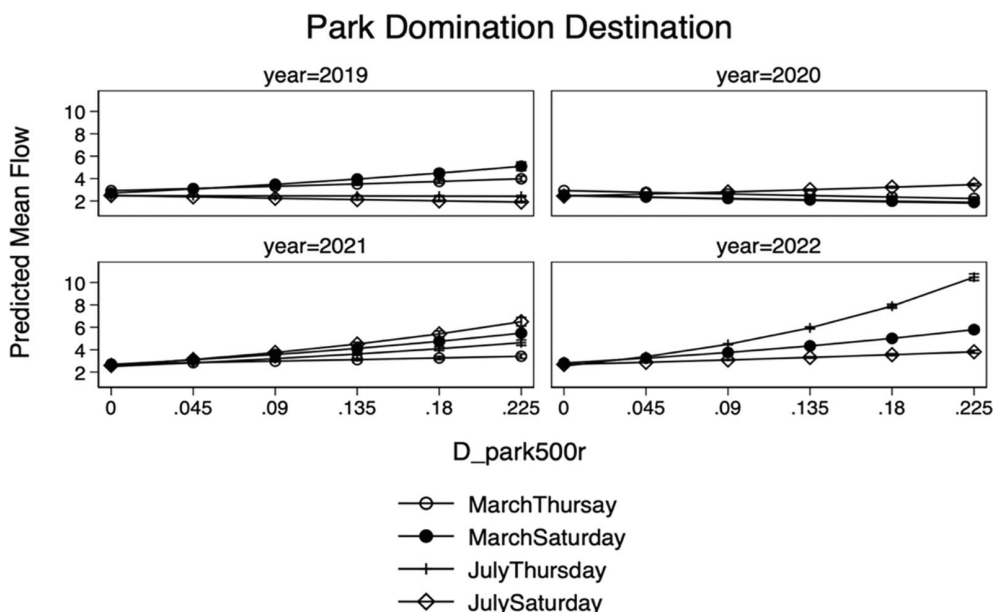 Park Domination Destination
year=2019
year=2020
10
8
6
4
2
year=2021
year=2022
10
8
6
4
2
0 .045 .09 .135 .18 .225
0 .045 .09 .135 .18 .225
Predicted Mean Flow
D_park500r
MarchThursay
MarchSaturday
JulyThursday
JulySaturday